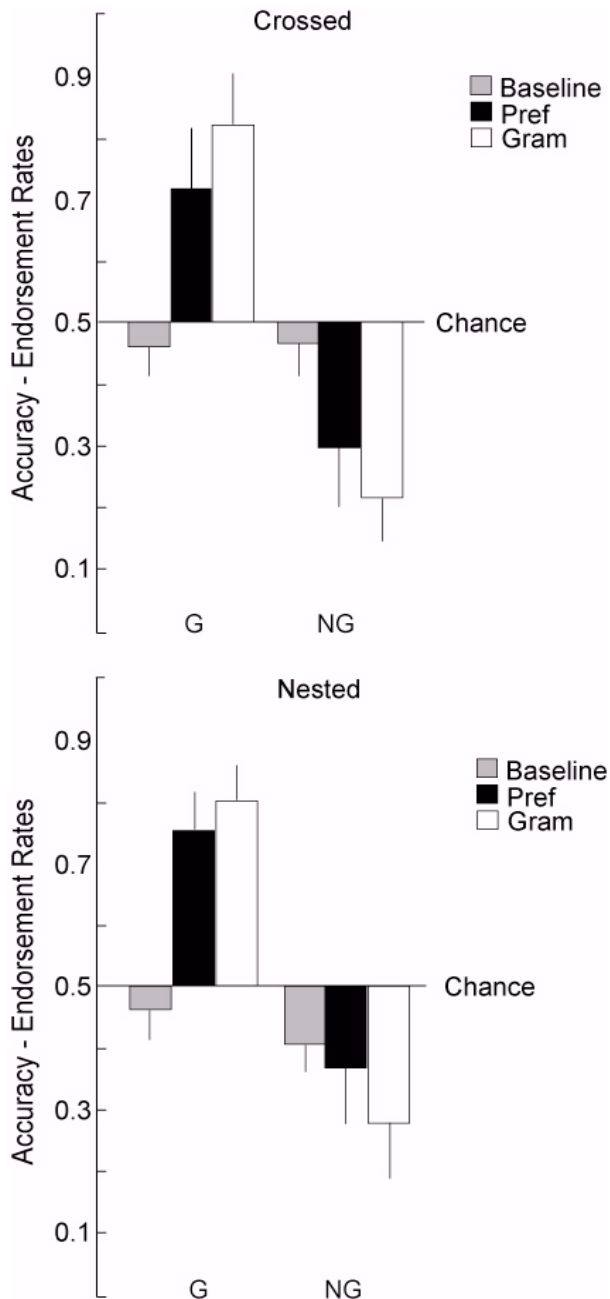 Crossed
0.9
Baseline
Pref
Gram
0.7
0.5
Chance
0.3
0.1
Accuracy - Endorsement Rates
G NG
Nested
0.9
Baseline
Pref
Gram
0.7
0.5
Chance
0.3
0.1
Accuracy - Endorsement Rates
G NG